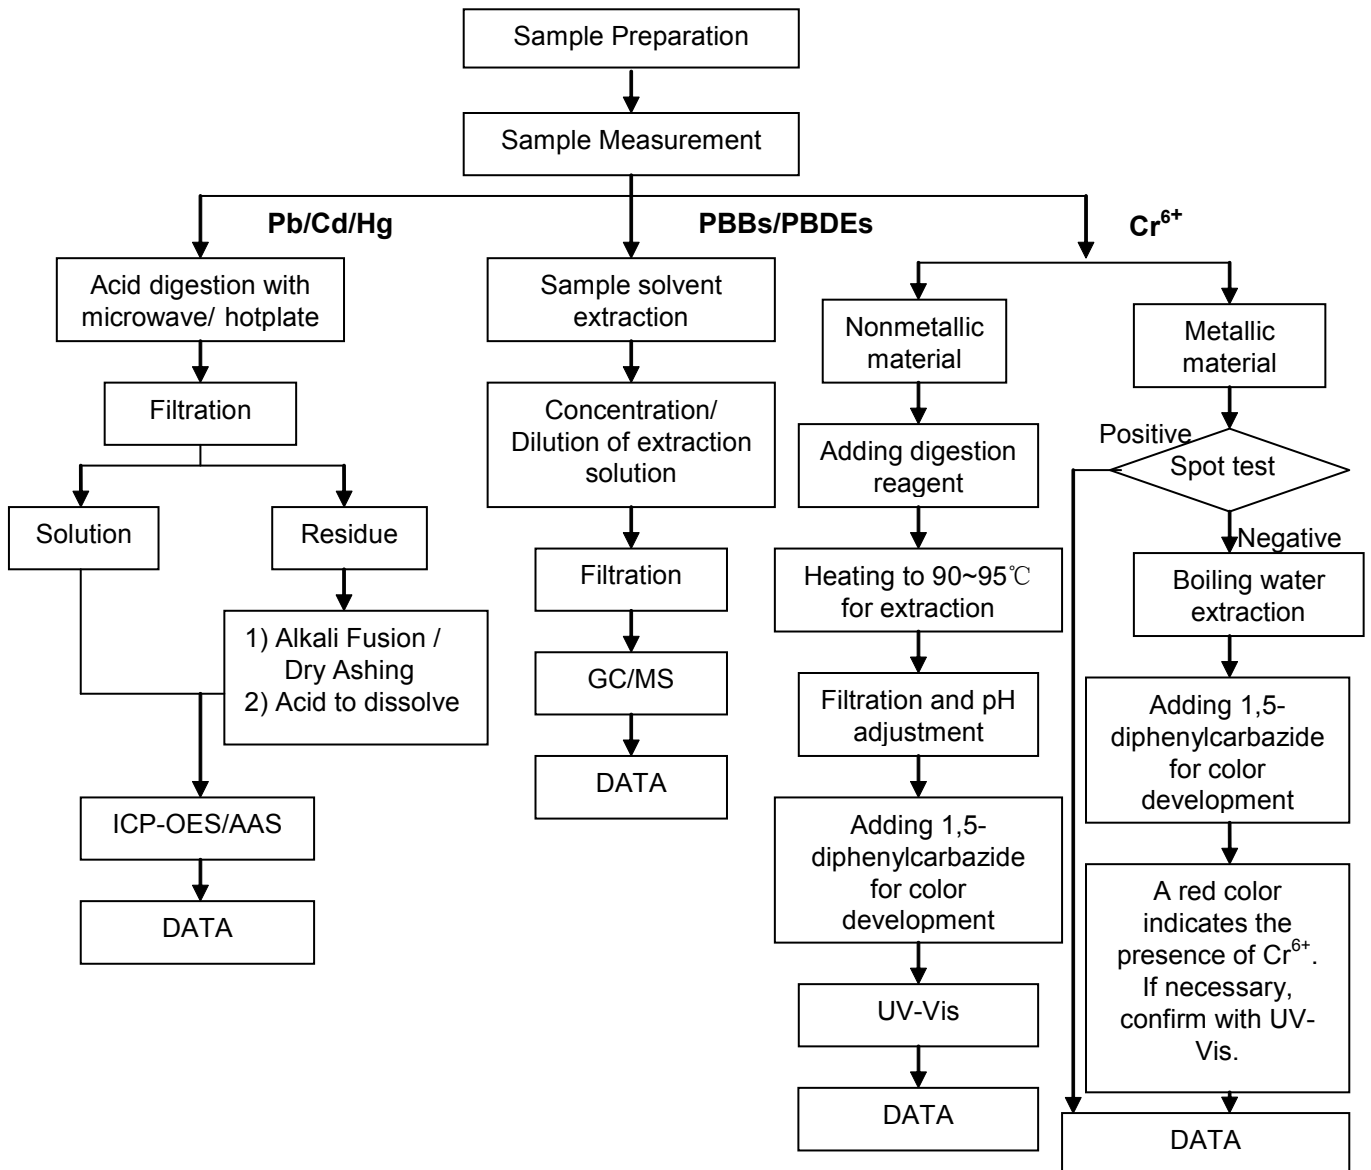 Sample Preparation
Sample Measurement
Pb/Cd/Hg
PBBs/PBDEs
Cr⁶⁺
Acid digestion with
microwave/ hotplate
Filtration
Solution
Residue
1) Alkali Fusion /
Dry Ashing
2) Acid to dissolve
ICP-OES/AAS
DATA
Sample solvent
extraction
Concentration/
Dilution of extraction
solution
Filtration
GC/MS
DATA
Nonmetallic
material
Adding digestion
reagent
Heating to 90~95℃
for extraction
Filtration and pH
adjustment
Adding 1,5-
diphenylcarbazide
for color
development
UV-Vis
DATA
Metallic
material
Positive
Spot test
Negative
Boiling water
extraction
Adding 1,5-
diphenylcarbazide
for color
development
A red color
indicates the
presence of Cr⁶⁺.
If necessary,
confirm with UV-
Vis.
DATA